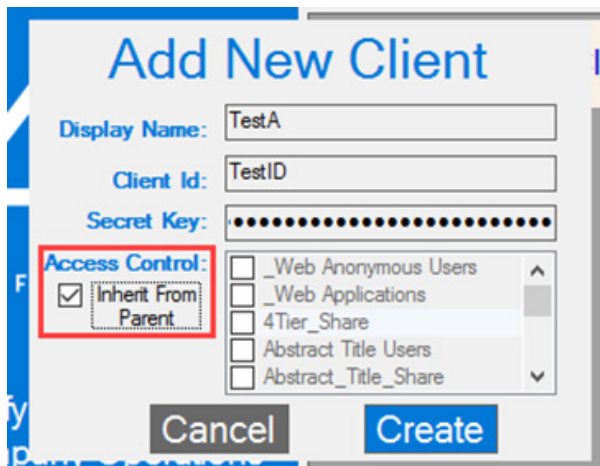 Add New Client
Display Name: TestA
Client Id: TestID
Secret Key:
Access Control:
Inherit From
Parent
_Web Anonymous Users
_Web Applications
4Tier_Share
Abstract Title Users
Abstract_Title_Share
Cancel Create
F